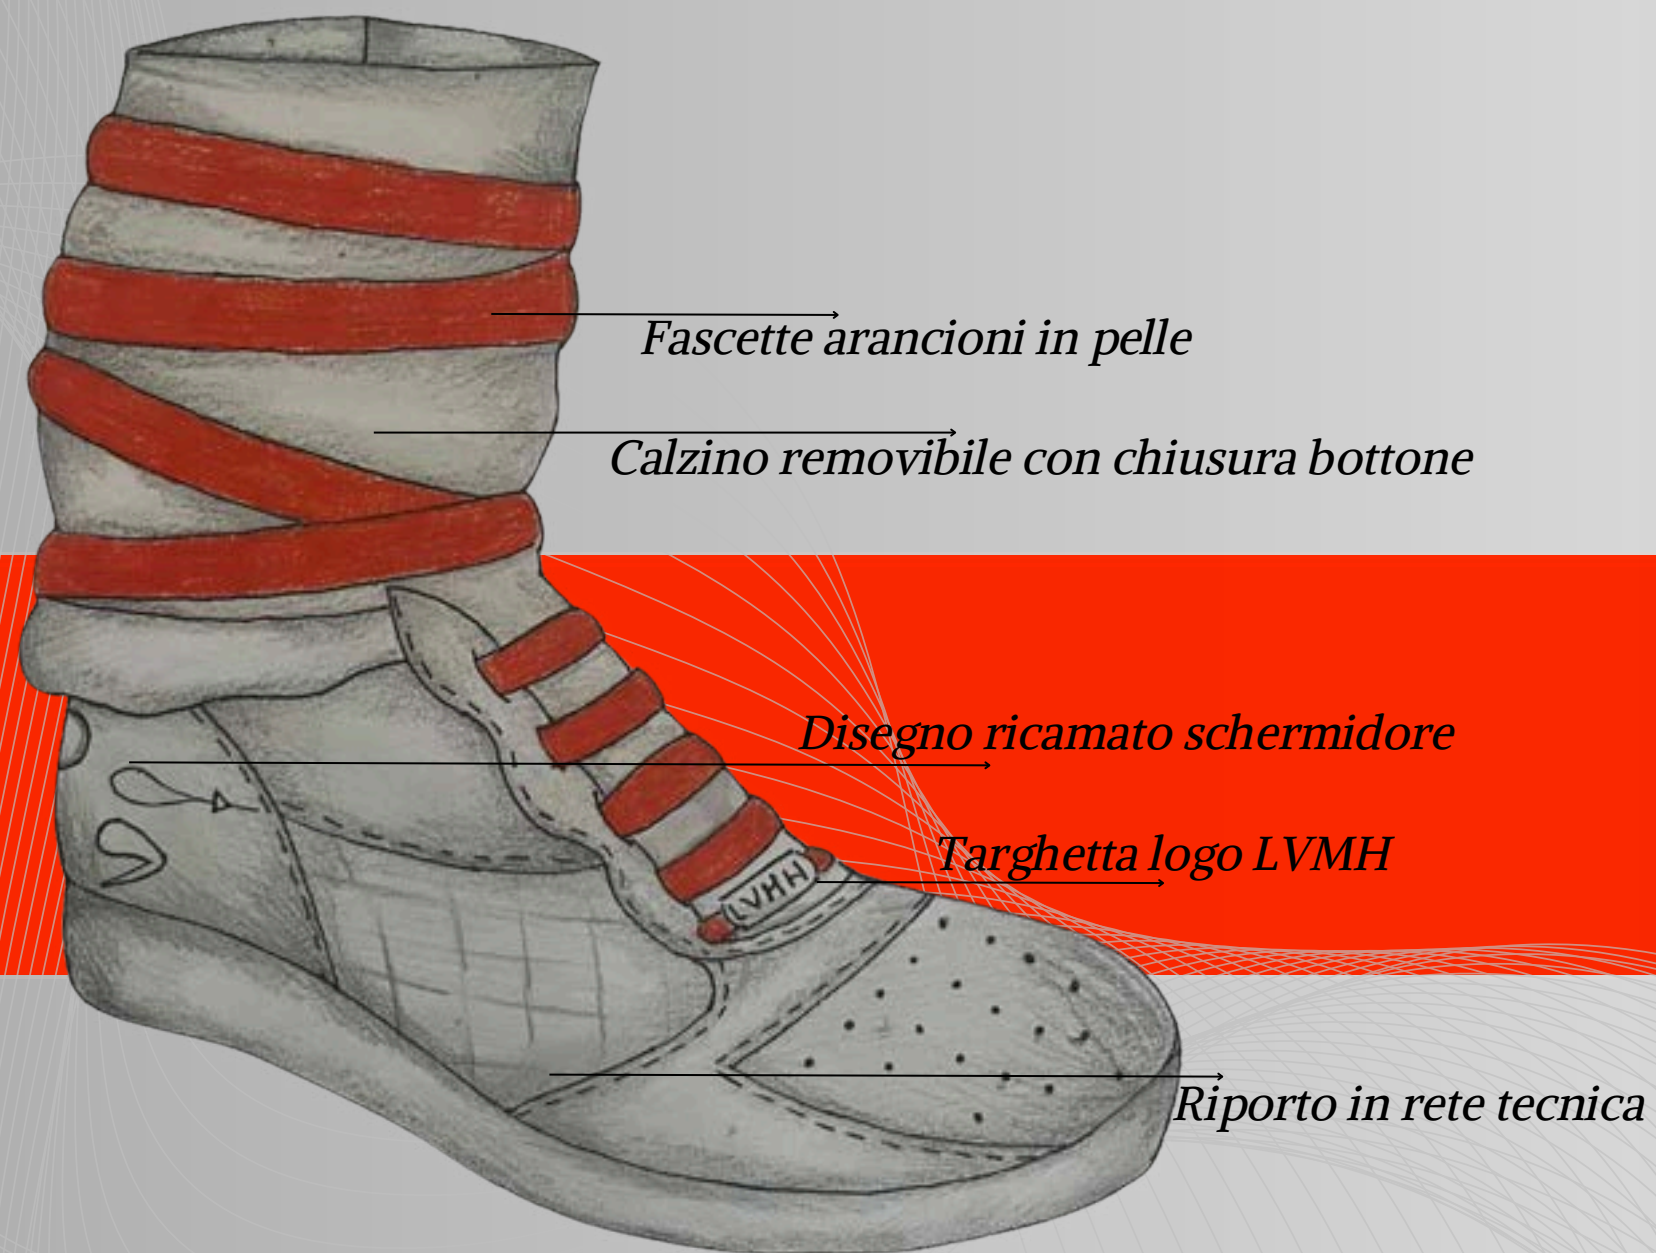 Fascette arancioni in pelle
Calzino removibile con chiusura bottone
Disegno ricamato schermidore
Targhetta logo LVMH
LVMH
Riporto in rete tecnica